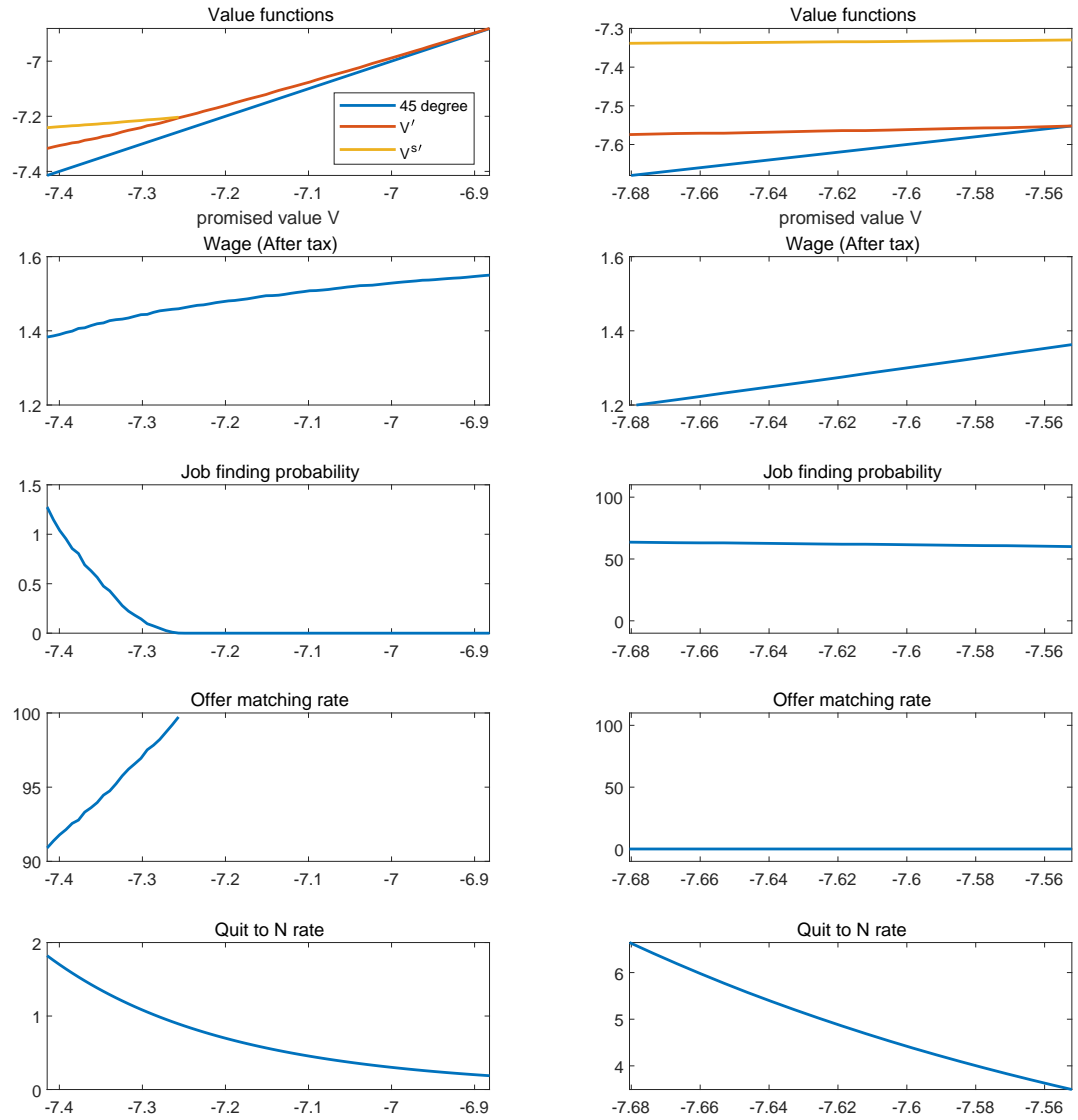 Value functions
-7
-7.2
-7.4
45 degree
V′
V^s′
-7.4 -7.3 -7.2 -7.1 -7 -6.9
promised value V
Value functions
-7.3
-7.4
-7.5
-7.6
-7.68 -7.66 -7.64 -7.62 -7.6 -7.58 -7.56
promised value V
Wage (After tax)
1.6
1.4
1.2
-7.4 -7.3 -7.2 -7.1 -7 -6.9
Wage (After tax)
1.6
1.4
1.2
-7.68 -7.66 -7.64 -7.62 -7.6 -7.58 -7.56
Job finding probability
1.5
1
0.5
0
-7.4 -7.3 -7.2 -7.1 -7 -6.9
Job finding probability
100
50
0
-7.68 -7.66 -7.64 -7.62 -7.6 -7.58 -7.56
Offer matching rate
100
95
90
-7.4 -7.3 -7.2 -7.1 -7 -6.9
Offer matching rate
100
50
0
-7.68 -7.66 -7.64 -7.62 -7.6 -7.58 -7.56
Quit to N rate
2
1
0
-7.4 -7.3 -7.2 -7.1 -7 -6.9
Quit to N rate
6
5
4
-7.68 -7.66 -7.64 -7.62 -7.6 -7.58 -7.56